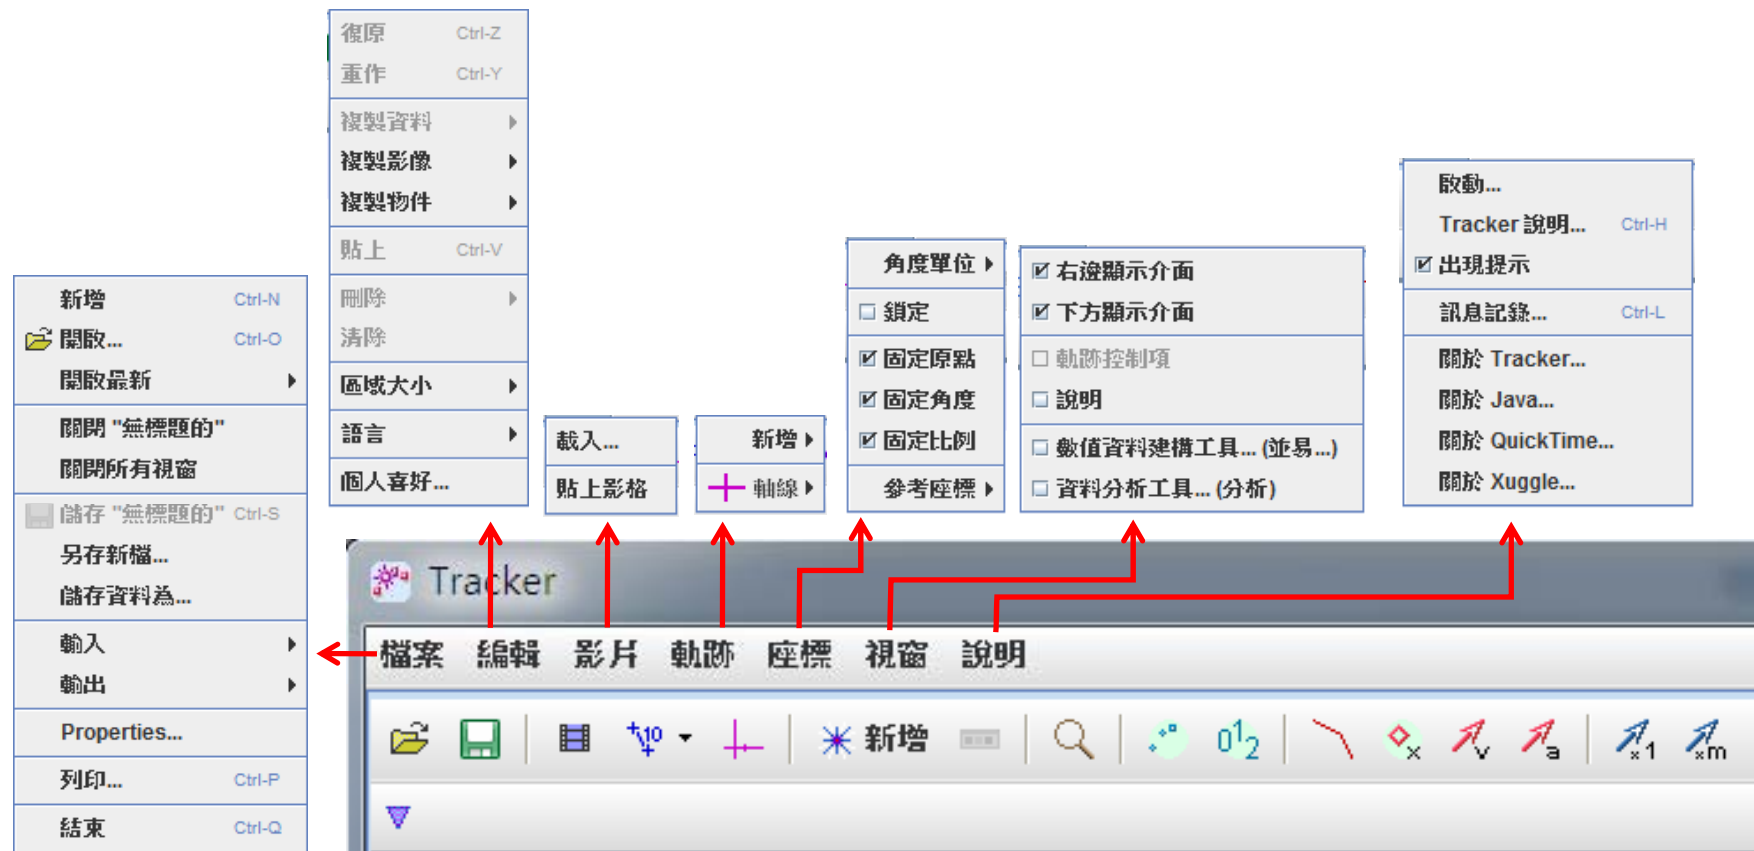 復原 Ctrl-Z
重作 Ctrl-Y
複製資料
複製影像
複製物件
貼上 Ctrl-V
刪除
清除
區域大小
語言
個人喜好...
新增 Ctrl-N
開啟... Ctrl-O
開啟最新
關閉 "無標題的"
關閉所有視窗
儲存 "無標題的" Ctrl-S
另存新檔...
儲存資料為...
輸入
輸出
Properties...
列印... Ctrl-P
結束 Ctrl-Q
載入...
貼上影格
新增
軸線
角度單位
鎖定
固定原點
固定角度
固定比例
參考座標
右邊顯示介面
下方顯示介面
軌跡控制項
說明
數值資料建構工具... (並易...)
資料分析工具... (分析)
啟動...
Tracker 說明... Ctrl-H
出現提示
訊息記錄... Ctrl-L
關於 Tracker...
關於 Java...
關於 QuickTime...
關於 Xuggle...
Tracker
檔案 編輯 影片 軌跡 座標 視窗 說明
10 新增 0 1 2 x v a x1 xm